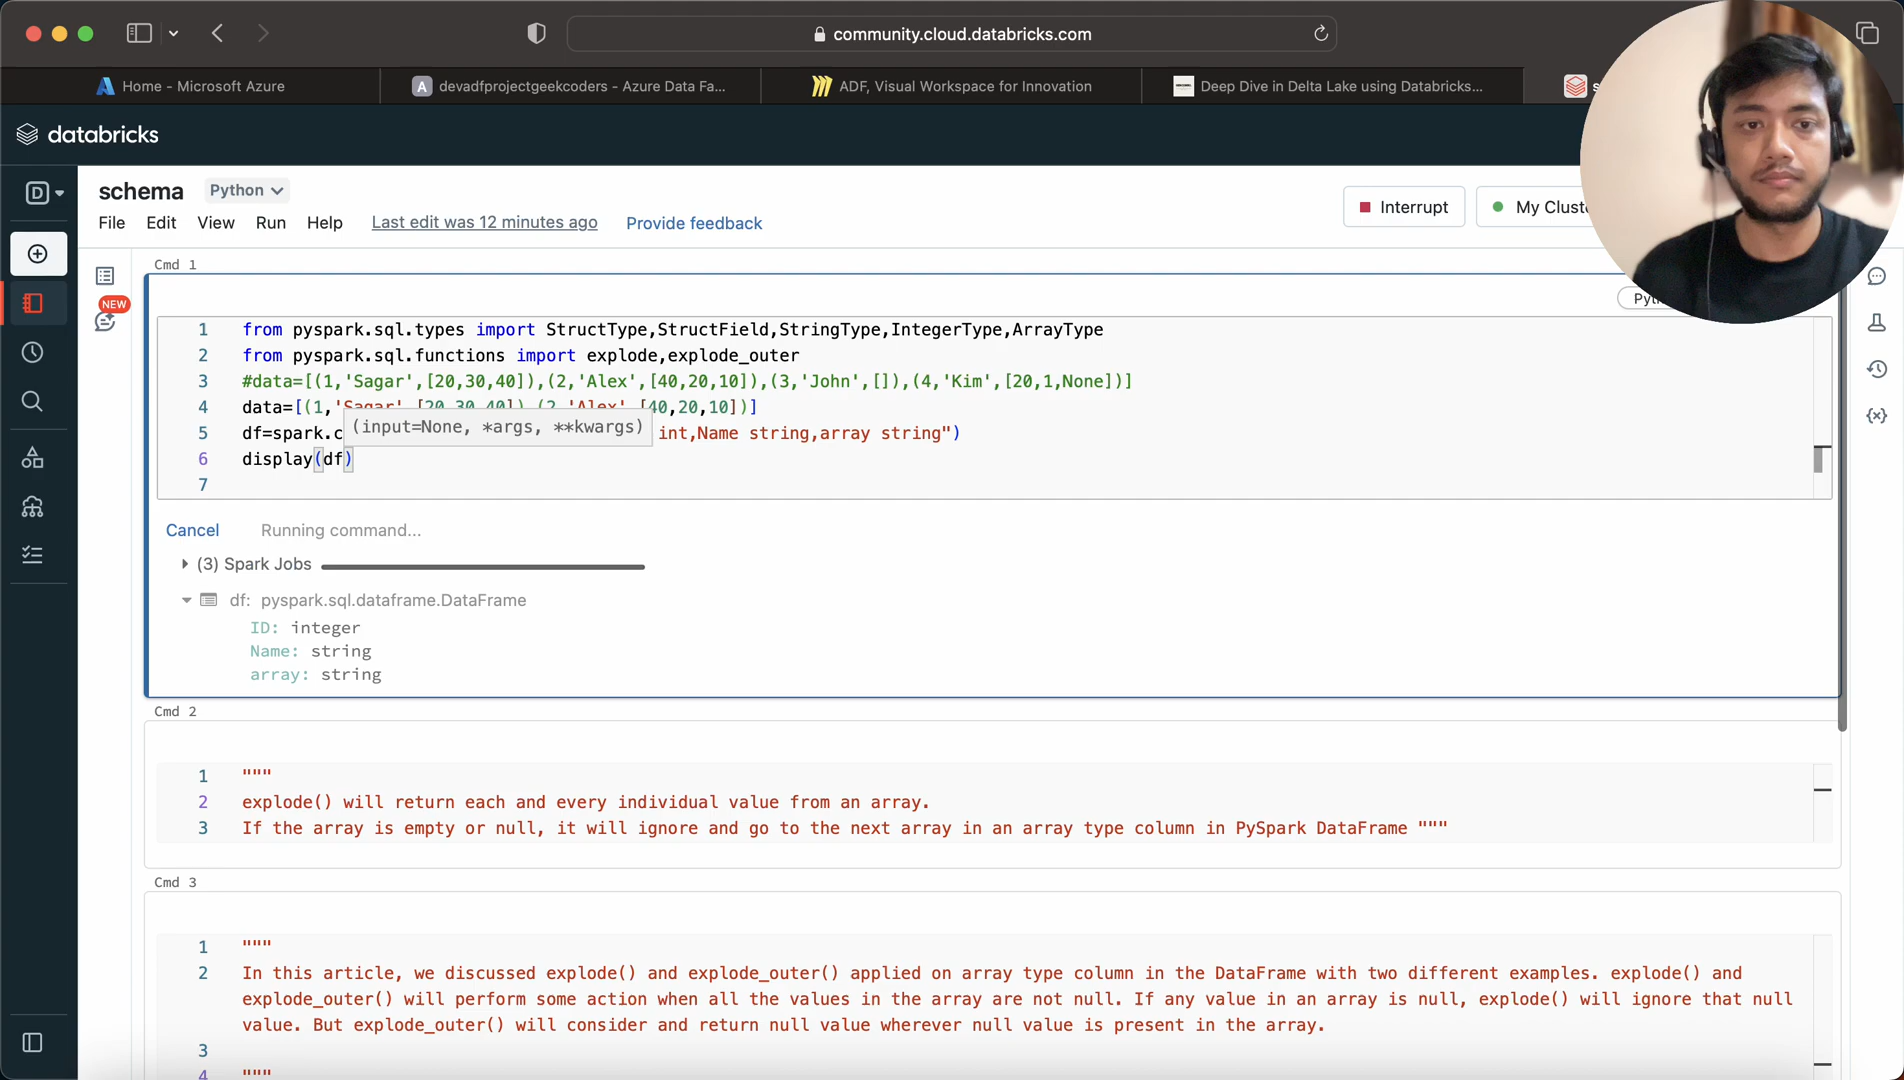 community.cloud.databricks.com
Home - Microsoft Azure
A devadfprojectgeekcoders - Azure Data Fa...
ADF, Visual Workspace for Innovation
Deep Dive in Delta Lake using Databricks...
databricks
D
schema Python
File Edit View Run Help Last edit was 12 minutes ago Provide feedback
Interrupt
My Cluste
Cmd 1
NEW
1 from pyspark.sql.types import StructType,StructField,StringType,IntegerType,ArrayType
2 from pyspark.sql.functions import explode,explode_outer
3 #data=[(1,'Sagar',[20,30,40]),(2,'Alex',[40,20,10]),(3,'John',[]),(4,'Kim',[20,1,None])]
4 data=[(1,'Sagar',[20,30,40]),(2,'Alex',[40,20,10])]
(input=None, *args, **kwargs)
5 df=spark.c int,Name string,array string")
6 display(df)
7
Cancel Running command...
(3) Spark Jobs
df: pyspark.sql.dataframe.DataFrame
ID: integer
Name: string
array: string
Cmd 2
1 """
2 explode() will return each and every individual value from an array.
3 If the array is empty or null, it will ignore and go to the next array in an array type column in PySpark DataFrame """
Cmd 3
1 """
2 In this article, we discussed explode() and explode_outer() applied on array type column in the DataFrame with two different examples. explode() and
explode_outer() will perform some action when all the values in the array are not null. If any value in an array is null, explode() will ignore that null
value. But explode_outer() will consider and return null value wherever null value is present in the array.
3
4 """